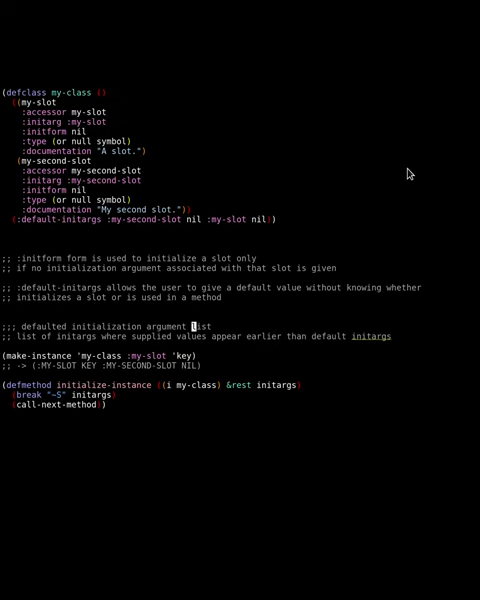 (defclass my-class ()
((my-slot
:accessor my-slot
:initarg :my-slot
:initform nil
:type (or null symbol)
:documentation "A slot.")
(my-second-slot
:accessor my-second-slot
:initarg :my-second-slot
:initform nil
:type (or null symbol)
:documentation "My second slot."))
(:default-initargs :my-second-slot nil :my-slot nil))
;; :initform form is used to initialize a slot only
;; if no initialization argument associated with that slot is given
;; :default-initargs allows the user to give a default value without knowing whether
;; initializes a slot or is used in a method
;;; defaulted initialization argument list
;; list of initargs where supplied values appear earlier than default initargs
(make-instance 'my-class :my-slot 'key)
;; -> (:MY-SLOT KEY :MY-SECOND-SLOT NIL)
(defmethod initialize-instance ((i my-class) &rest initargs)
(break "~S" initargs)
(call-next-method))